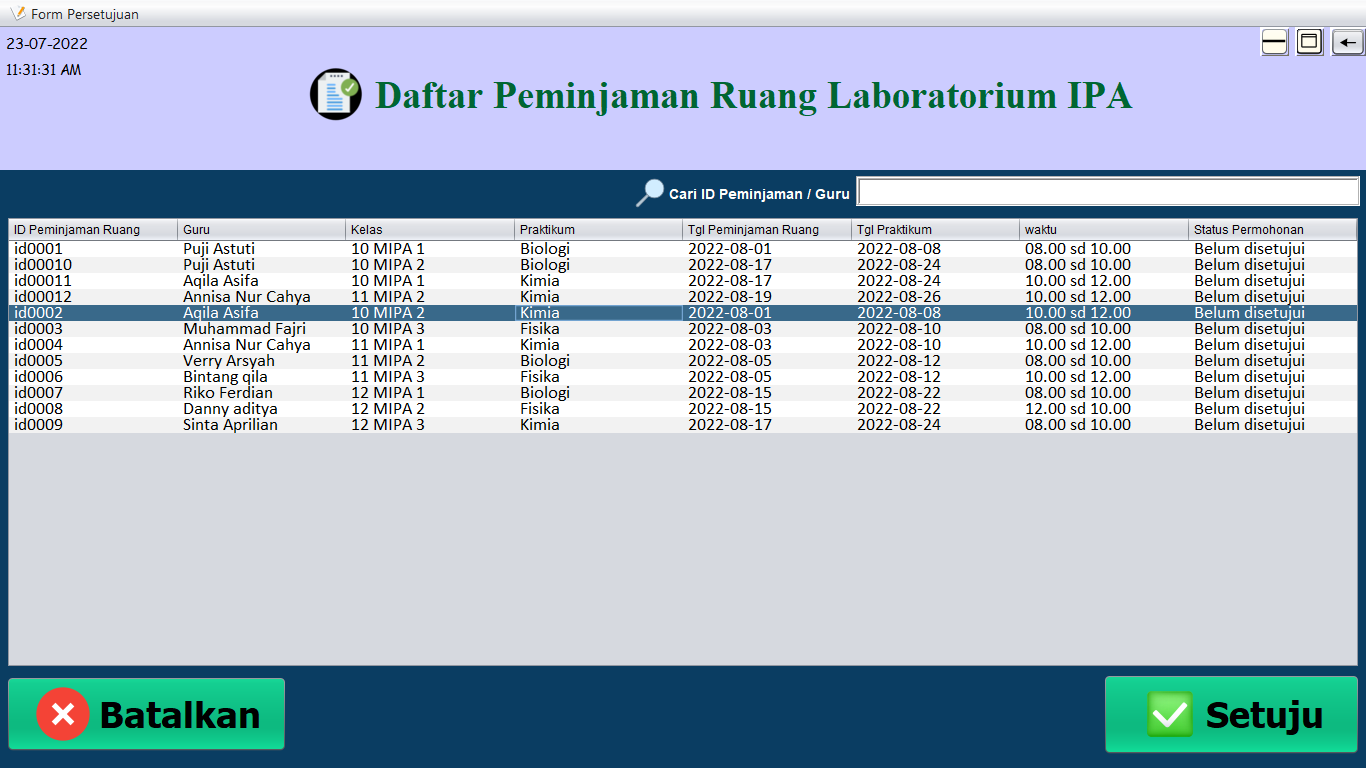 Form Persetujuan
23-07-2022
11:31:31 AM
Daftar Peminjaman Ruang Laboratorium IPA
Cari ID Peminjaman / Guru
ID Peminjaman Ruang Guru Kelas Praktikum Tgl Peminjaman Ruang Tgl Praktikum waktu Status Permohonan
id0001 Puji Astuti 10 MIPA 1 Biologi 2022-08-01 2022-08-08 08.00 sd 10.00 Belum disetujui
id00010 Puji Astuti 10 MIPA 2 Biologi 2022-08-17 2022-08-24 08.00 sd 10.00 Belum disetujui
id00011 Aqila Asifa 10 MIPA 1 Kimia 2022-08-17 2022-08-24 10.00 sd 12.00 Belum disetujui
id00012 Annisa Nur Cahya 11 MIPA 2 Kimia 2022-08-19 2022-08-26 10.00 sd 12.00 Belum disetujui
id0002 Aqila Asifa 10 MIPA 2 Kimia 2022-08-01 2022-08-08 10.00 sd 12.00 Belum disetujui
id0003 Muhammad Fajri 10 MIPA 3 Fisika 2022-08-03 2022-08-10 08.00 sd 10.00 Belum disetujui
id0004 Annisa Nur Cahya 11 MIPA 1 Kimia 2022-08-03 2022-08-10 10.00 sd 12.00 Belum disetujui
id0005 Verry Arsyah 11 MIPA 2 Biologi 2022-08-05 2022-08-12 08.00 sd 10.00 Belum disetujui
id0006 Bintang qila 11 MIPA 3 Fisika 2022-08-05 2022-08-12 10.00 sd 12.00 Belum disetujui
id0007 Riko Ferdian 12 MIPA 1 Biologi 2022-08-15 2022-08-22 08.00 sd 10.00 Belum disetujui
id0008 Danny aditya 12 MIPA 2 Fisika 2022-08-15 2022-08-22 12.00 sd 10.00 Belum disetujui
id0009 Sinta Aprilian 12 MIPA 3 Kimia 2022-08-17 2022-08-24 08.00 sd 10.00 Belum disetujui
Batalkan
Setuju